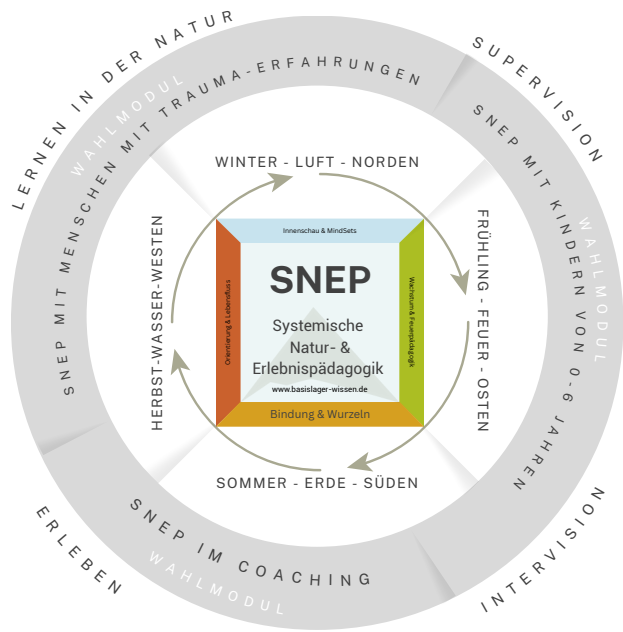 LERNEN IN DER NATUR
SUPERVISION
WAHLMODUL
SNEP MIT MENSCHEN MIT TRAUMA-ERFAHRUNGEN
SNEP MIT KINDERN VON 0-6 JAHREN
WAHLMODUL
WINTER - LUFT - NORDEN
HERBST-WASSER-WESTEN
FRÜHLING - FEUER - OSTEN
Innenschau & MindSets
Orientierung & Lebensfluss
Wachstum & Feuerpädagogik
SNEP
Systemische
Natur- &
Erlebnispädagogik
www.basislager-wissen.de
Bindung & Wurzeln
SOMMER - ERDE - SÜDEN
SNEP IM COACHING
WAHLMODUL
ERLEBEN
INTERVISION